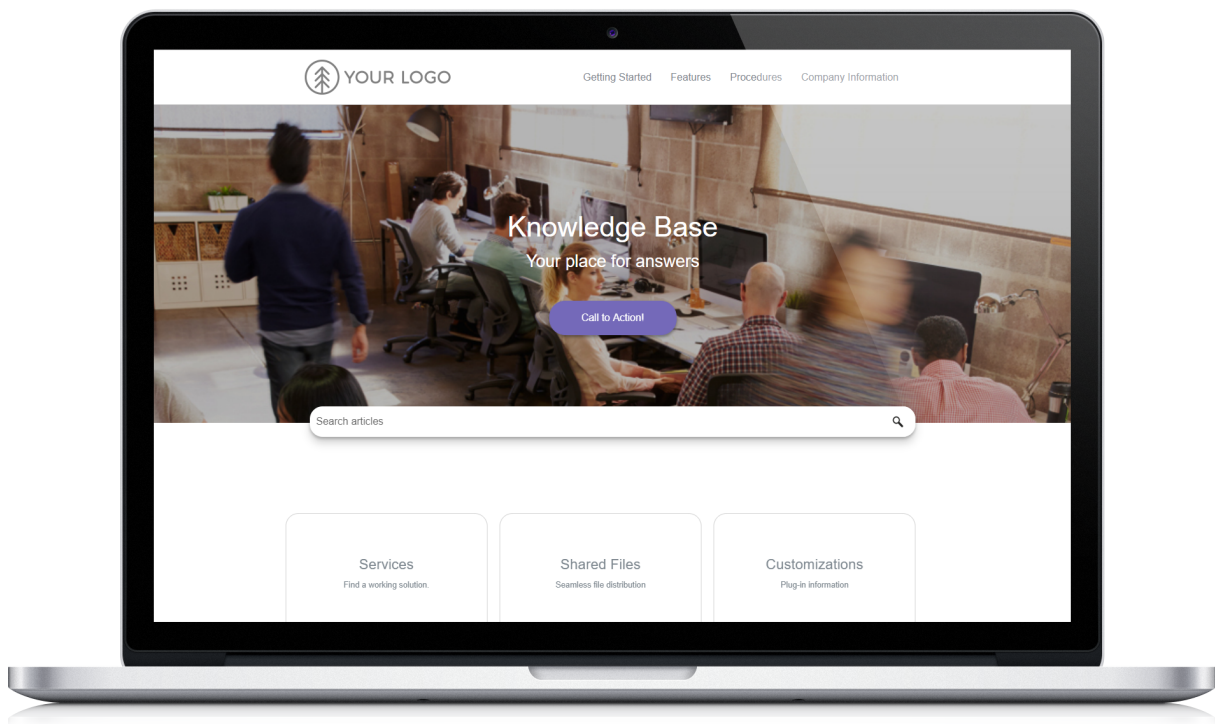 YOUR LOGO
Getting Started Features Procedures Company Information
Knowledge Base
Your place for answers
Call to Action!
Search articles
Services
Find a working solution.
Shared Files
Seamless file distribution
Customizations
Plug-in information